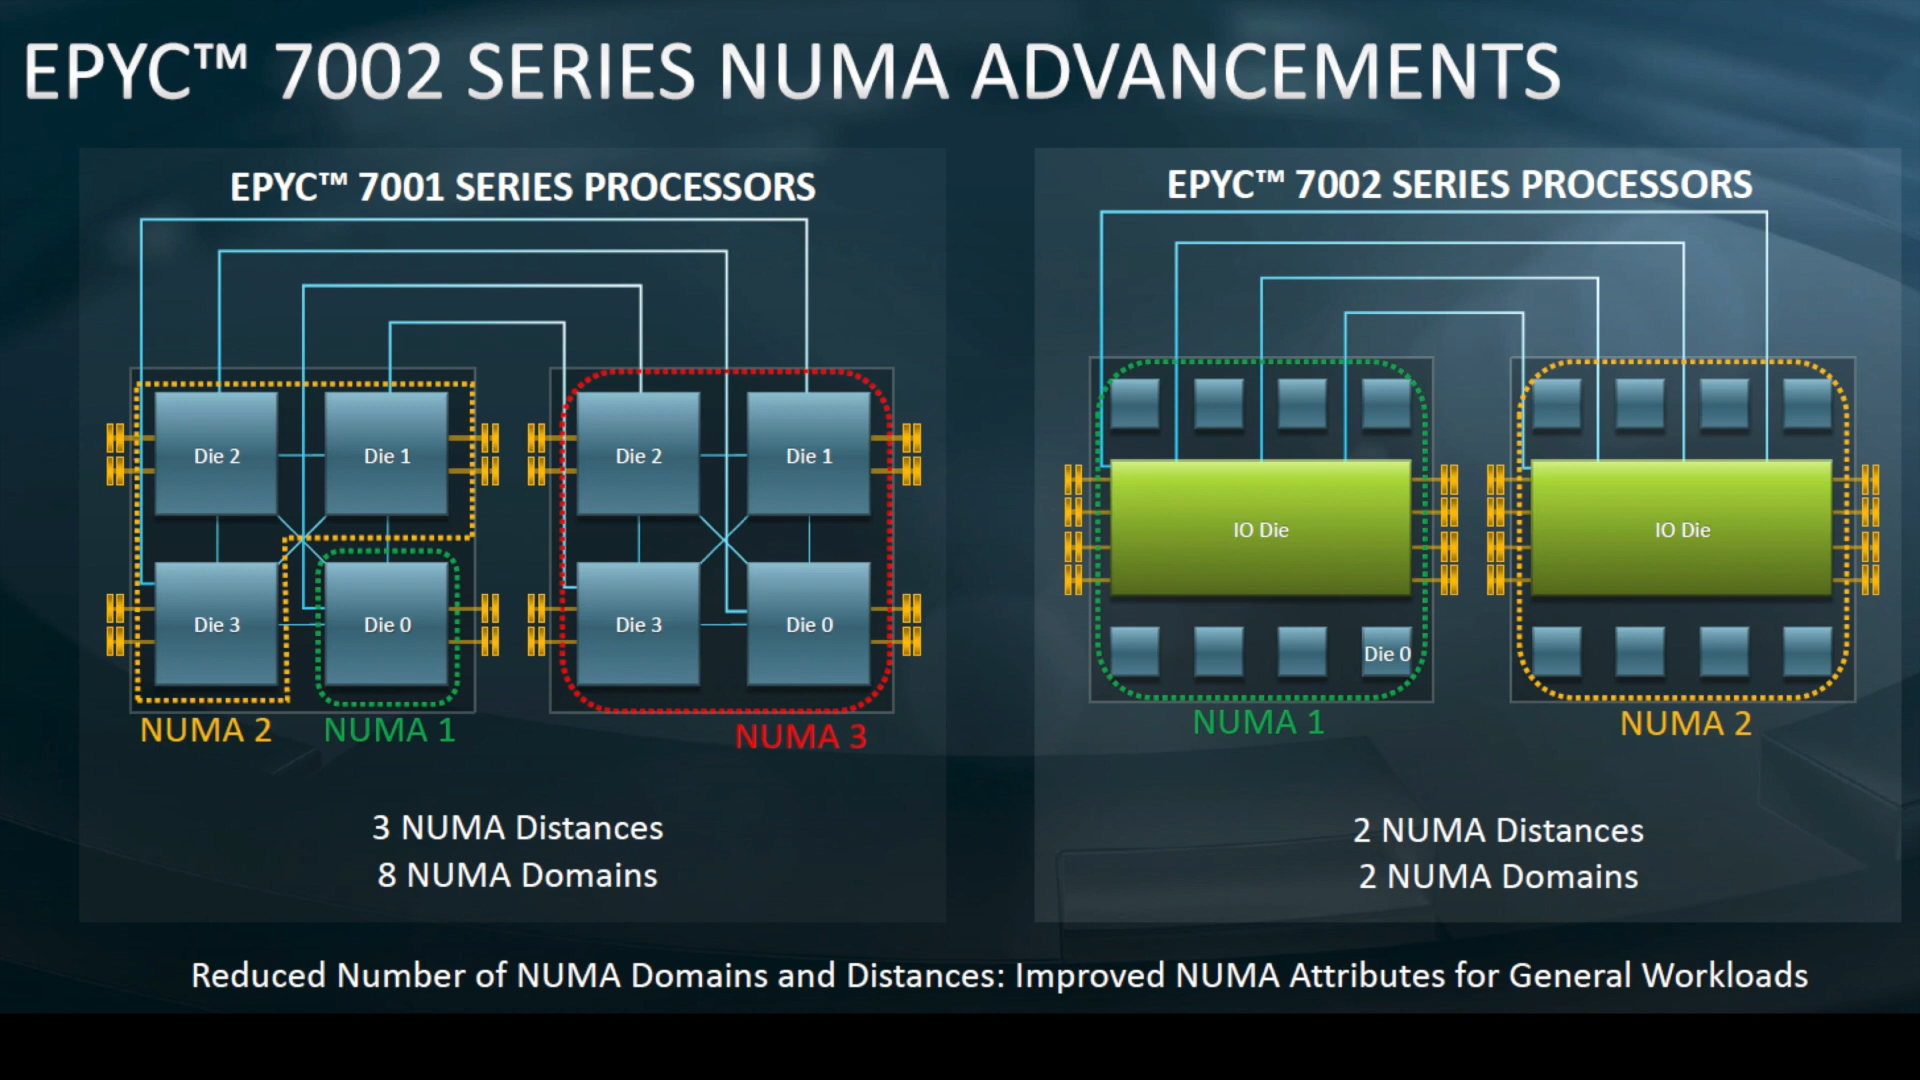 EPYC™ 7002 SERIES NUMA ADVANCEMENTS
EPYC™ 7001 SERIES PROCESSORS
Die 2
Die 1
Die 2
Die 1
Die 3
Die 0
Die 3
Die 0
NUMA 2
NUMA 1
NUMA 3
3 NUMA Distances
8 NUMA Domains
EPYC™ 7002 SERIES PROCESSORS
IO Die
IO Die
Die 0
NUMA 1
NUMA 2
2 NUMA Distances
2 NUMA Domains
Reduced Number of NUMA Domains and Distances: Improved NUMA Attributes for General Workloads